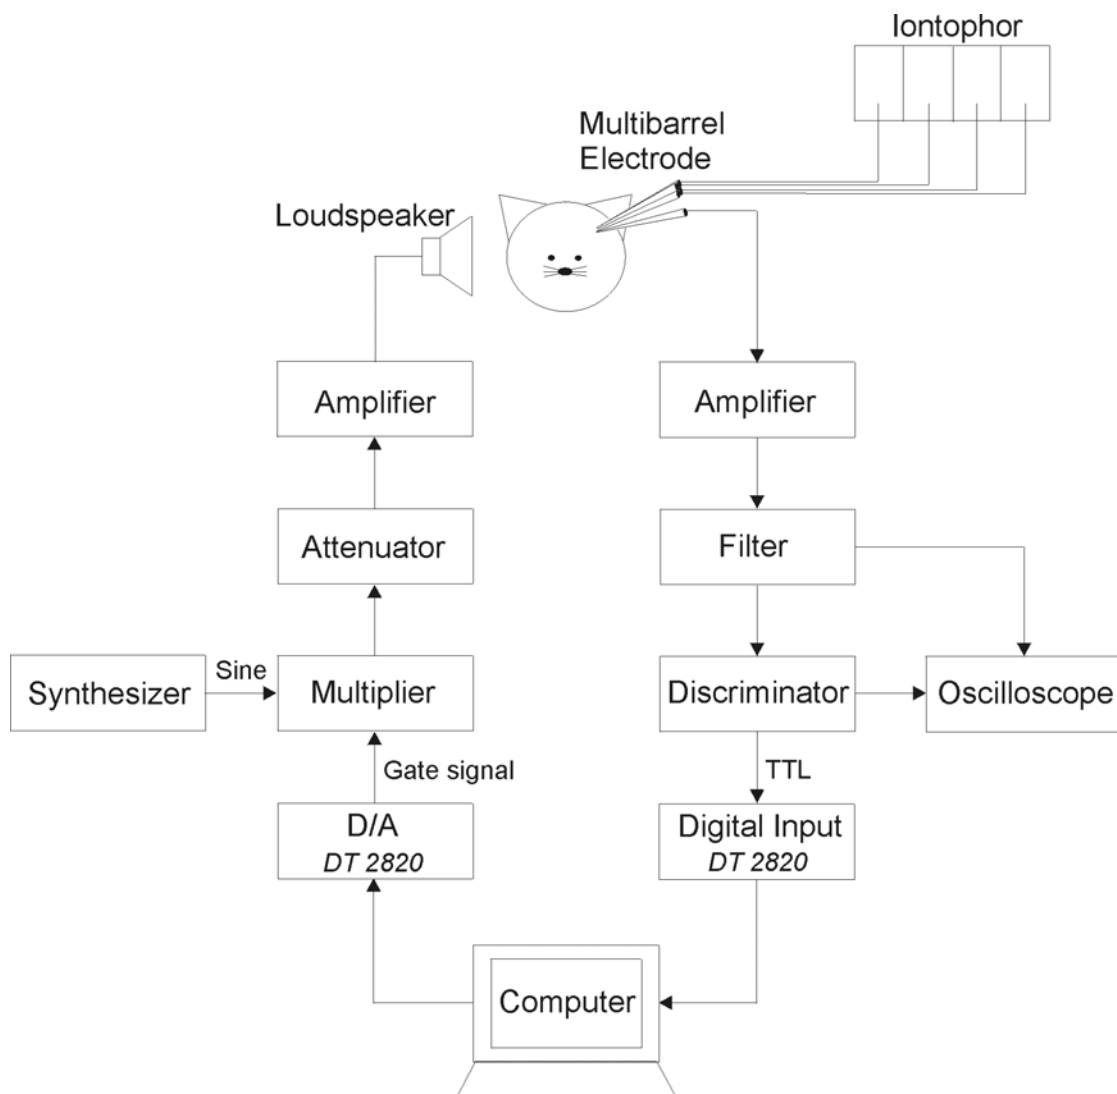 Iontophor
Multibarrel
Electrode
Loudspeaker
Amplifier
Amplifier
Attenuator
Filter
Synthesizer
Sine
Multiplier
Discriminator
Oscilloscope
Gate signal
TTL
D/A
DT 2820
Digital Input
DT 2820
Computer